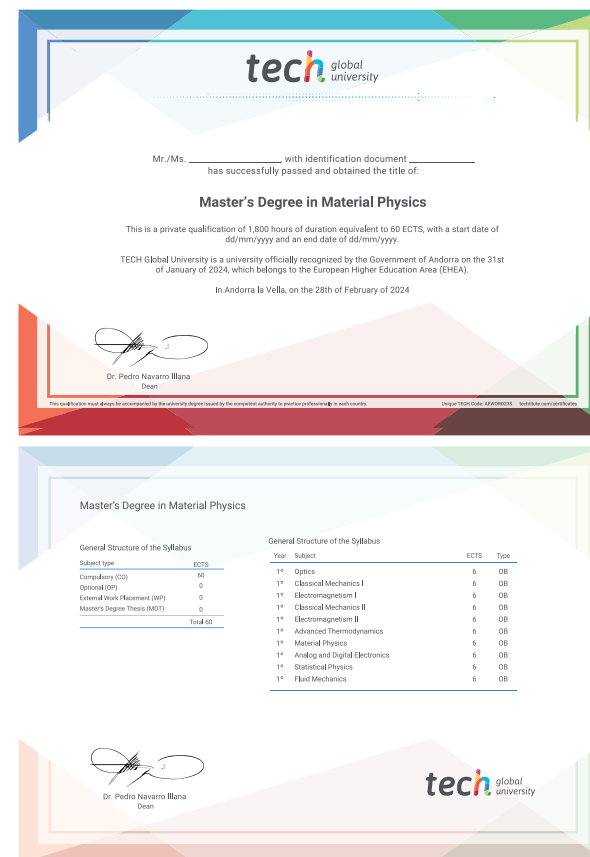 tech global
university
Mr./Ms. ________________, with identification document ____________
has successfully passed and obtained the title of:
Master's Degree in Material Physics
This is a private qualification of 1,800 hours of duration equivalent to 60 ECTS, with a start date of
dd/mm/yyyy and an end date of dd/mm/yyyy.
TECH Global University is a university officially recognized by the Government of Andorra on the 31st
of January of 2024, which belongs to the European Higher Education Area (EHEA).
In Andorra la Vella, on the 28th of February of 2024
Dr. Pedro Navarro Illana
Dean
This qualification must always be accompanied by the university degree issued by the competent authority to practice professionally in each country. Unique TECH Code: AFWORD23S techtitute.com/certificates
Master's Degree in Material Physics
General Structure of the Syllabus
Subject type ECTS
Compulsory (CO) 60
Optional (OP) 0
External Work Placement (WP) 0
Master's Degree Thesis (MDT) 0
Total 60
General Structure of the Syllabus
Year Subject ECTS Type
1º Optics 6 OB
1º Classical Mechanics I 6 OB
1º Electromagnetism I 6 OB
1º Classical Mechanics II 6 OB
1º Electromagnetism II 6 OB
1º Advanced Thermodynamics 6 OB
1º Material Physics 6 OB
1º Analog and Digital Electronics 6 OB
1º Statistical Physics 6 OB
1º Fluid Mechanics 6 OB
Dr. Pedro Navarro Illana
Dean
tech global
university